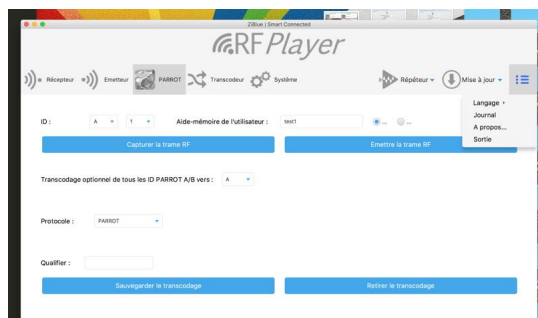 ZiBlue | Smart Connected
RF Player
Récepteur Emetteur PARROT Transcodeur Système Répéteur Mise à jour
Langage
Journal
A propos...
Sortie
ID : A 1 Aide-mémoire de l'utilisateur : test1 ... ...
Capturer la trame RF Emettre la trame RF
Transcodage optionnel de tous les ID PARROT A/B vers : A
Protocole : PARROT
Qualifier :
Sauvegarder le transcodage Retirer le transcodage